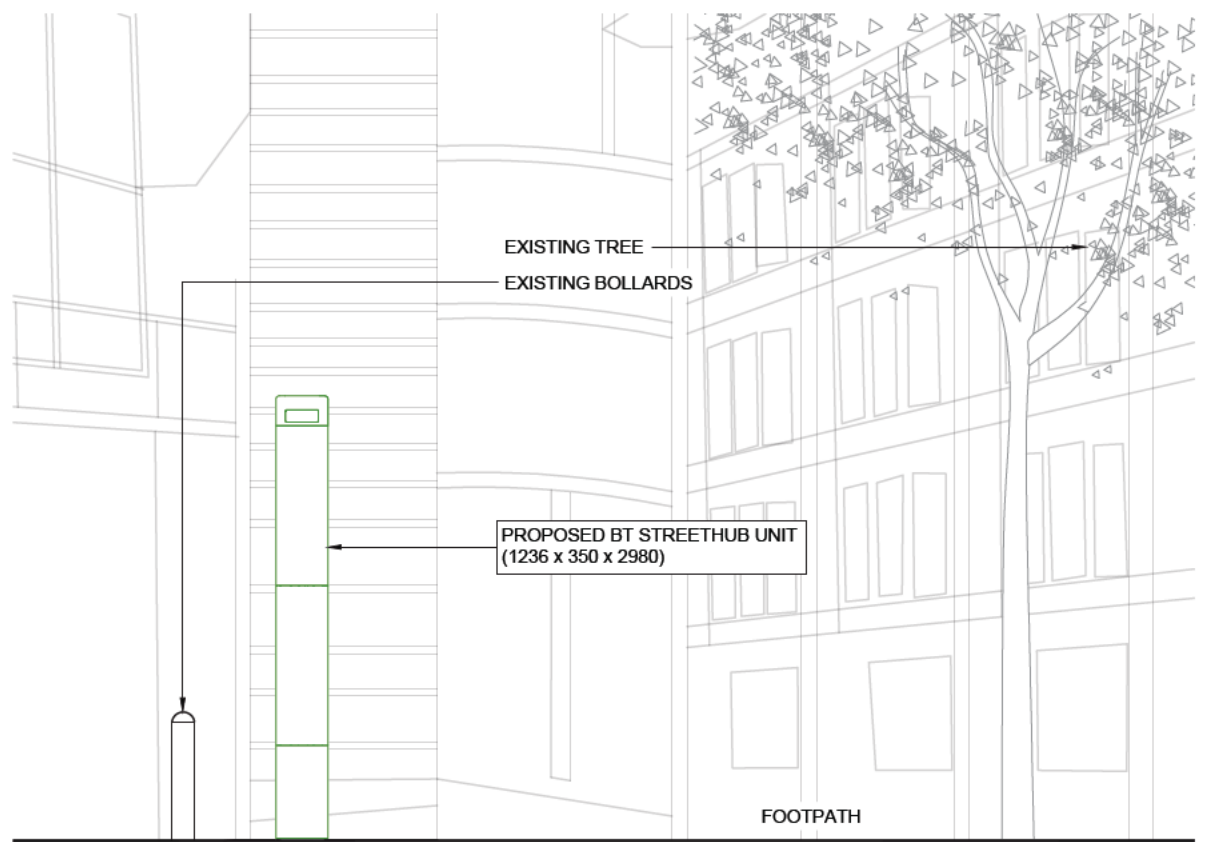 EXISTING TREE
EXISTING BOLLARDS
PROPOSED BT STREETHUB UNIT
(1236 x 350 x 2980)
FOOTPATH